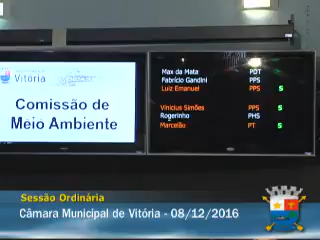 Vitória
Comissão de
Meio Ambiente
Max da Mata PDT
Fabrício Gandini PPS
Luiz Emanuel PPS S
Vinicius Simões PPS S
Rogerinho PHS
Marcelão PT S
Sessão Ordinária
Câmara Municipal de Vitória - 08/12/2016